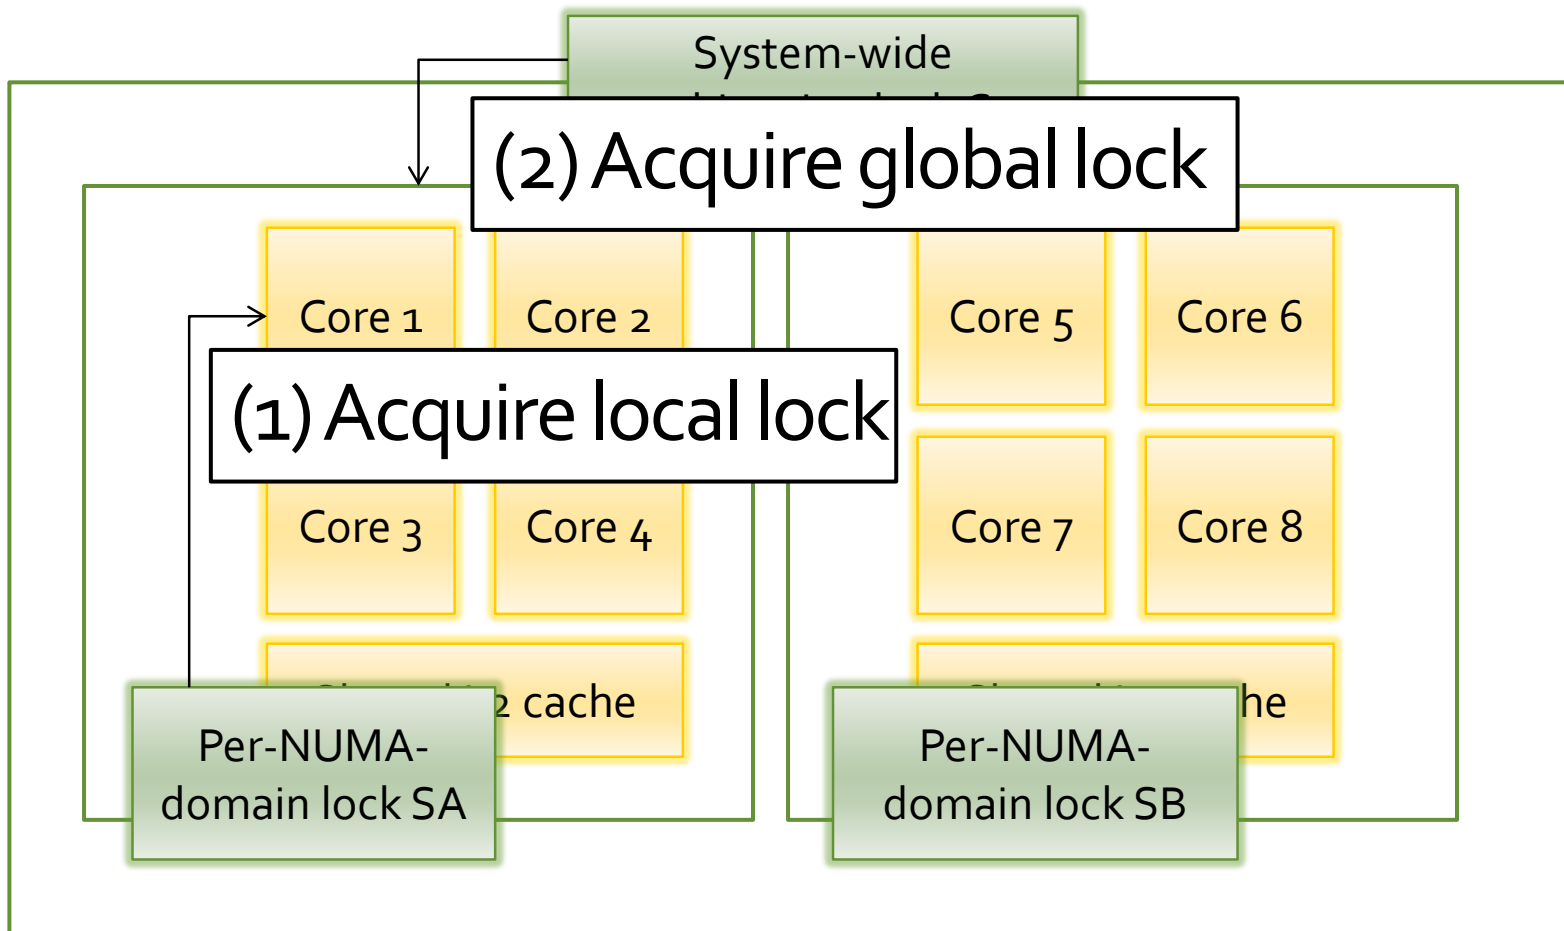 System-wide
(2) Acquire global lock
Core 1
Core 2
Core 5
Core 6
(1) Acquire local lock
Core 3
Core 4
Core 7
Core 8
2 cache
he
Per-NUMA-
domain lock SA
Per-NUMA-
domain lock SB